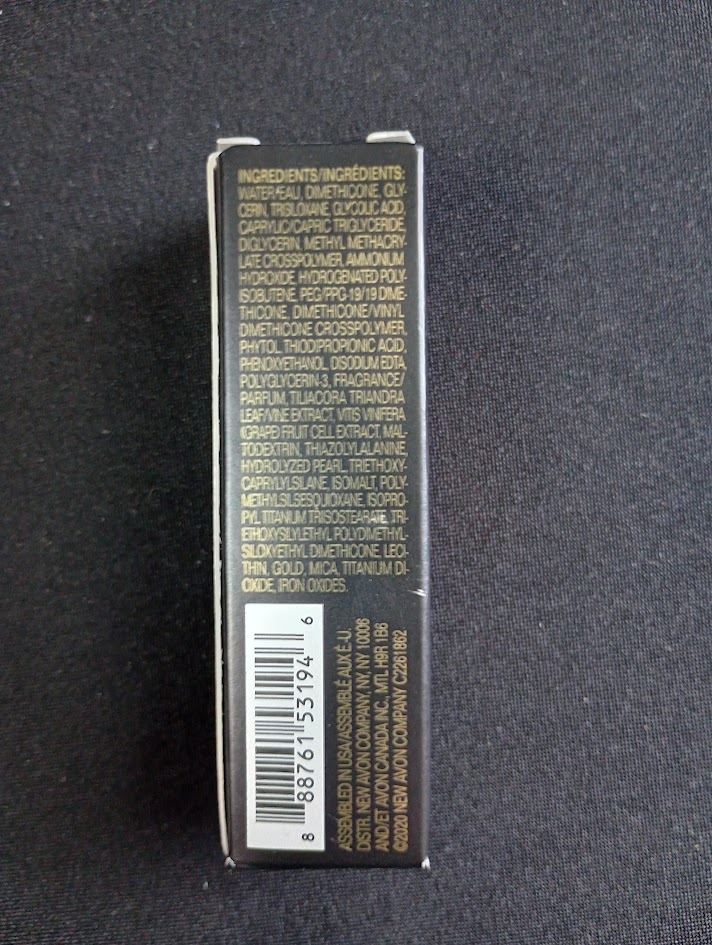 INGREDIENTS/INGRÉDIENTS:
WATER/EAU, DIMETHICONE, GLY-
CERIN, TRISILOXANE, GLYCOLIC ACID,
CAPRYLIC/CAPRIC TRIGLYCERIDE,
DIGLYCERIN, METHYL METHACRY-
LATE CROSSPOLYMER, AMMONIUM
HYDROXIDE, HYDROGENATED POLY-
ISOBUTENE, PEG/PPG-19/19 DIME-
THICONE, DIMETHICONE/VINYL
DIMETHICONE CROSSPOLYMER,
PHYTOL, THIODIPROPIONIC ACID,
PHENOXYETHANOL, DISODIUM EDTA,
POLYGLYCERIN-3, FRAGRANCE/
PARFUM, TILIACORA TRIANDRA
LEAF/VINE EXTRACT, VITIS VINIFERA
(GRAPE) FRUIT CELL EXTRACT, MAL-
TODEXTRIN, THIAZOLYLALANINE,
HYDROLYZED PEARL, TRIETHOXY-
CAPRYLYLSILANE, ISOMALT, POLY-
METHYLSILSESQUIOXANE, ISOPRO-
PYL TITANIUM TRIISOSTEARATE, TRI-
ETHOXYSILYLETHYL POLYDIMETHYL-
SILOXYETHYL DIMETHICONE, LECI-
THIN, GOLD, MICA, TITANIUM DI-
OXIDE, IRON OXIDES.
8 88761 53194 6
ASSEMBLED IN USA/ASSEMBLÉ AUX É.-U.
DISTR. NEW AVON COMPANY, NY, NY 10006
AND/ET AVON CANADA INC., MTL H9R 1B6
©2020 NEW AVON COMPANY C2261862